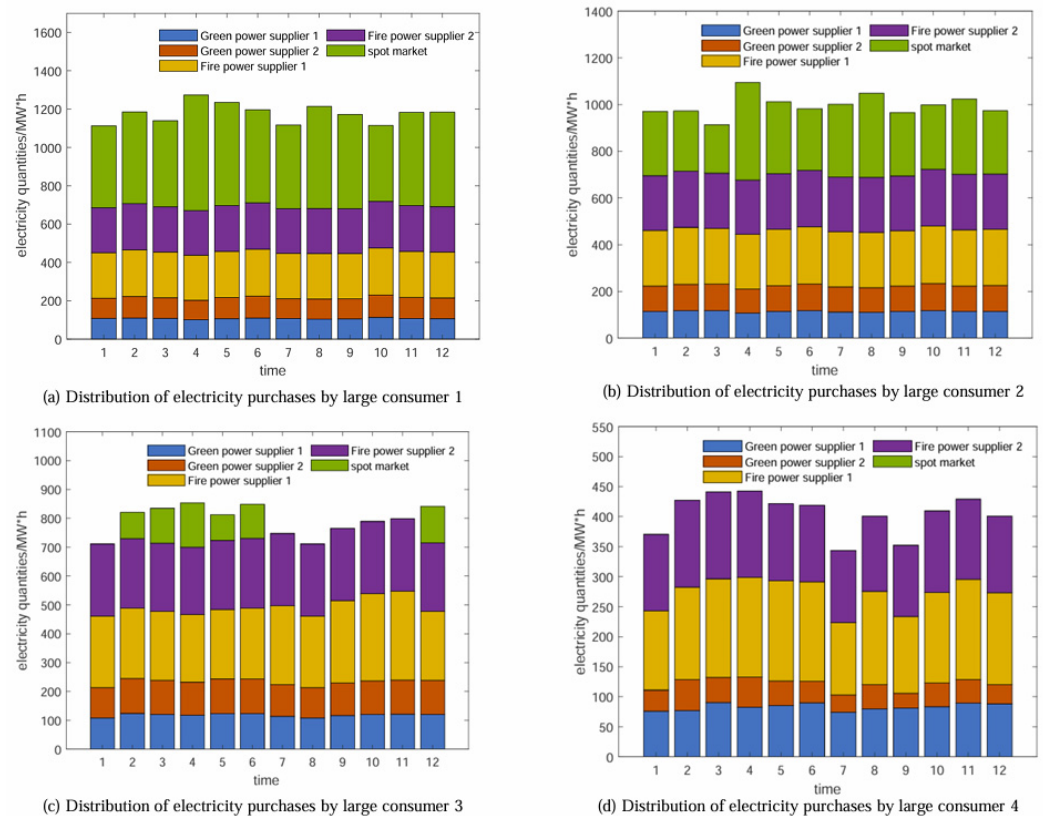 1600
1400
1200
1000
800
600
400
200
0
electricity quantities/MW*h
Green power supplier 1
Green power supplier 2
Fire power supplier 1
Fire power supplier 2
spot market
1 2 3 4 5 6 7 8 9 10 11 12
time
(a) Distribution of electricity purchases by large consumer 1
1400
1200
1000
800
600
400
200
0
electricity quantities/MW*h
Green power supplier 1
Green power supplier 2
Fire power supplier 1
Fire power supplier 2
spot market
1 2 3 4 5 6 7 8 9 10 11 12
time
(b) Distribution of electricity purchases by large consumer 2
1100
1000
900
800
700
600
500
400
300
200
100
0
electricity quantities/MW*h
Green power supplier 1
Green power supplier 2
Fire power supplier 1
Fire power supplier 2
spot market
1 2 3 4 5 6 7 8 9 10 11 12
time
(c) Distribution of electricity purchases by large consumer 3
550
500
450
400
350
300
250
200
150
100
50
0
electricity quantities/MW*h
Green power supplier 1
Green power supplier 2
Fire power supplier 1
Fire power supplier 2
spot market
1 2 3 4 5 6 7 8 9 10 11 12
time
(d) Distribution of electricity purchases by large consumer 4